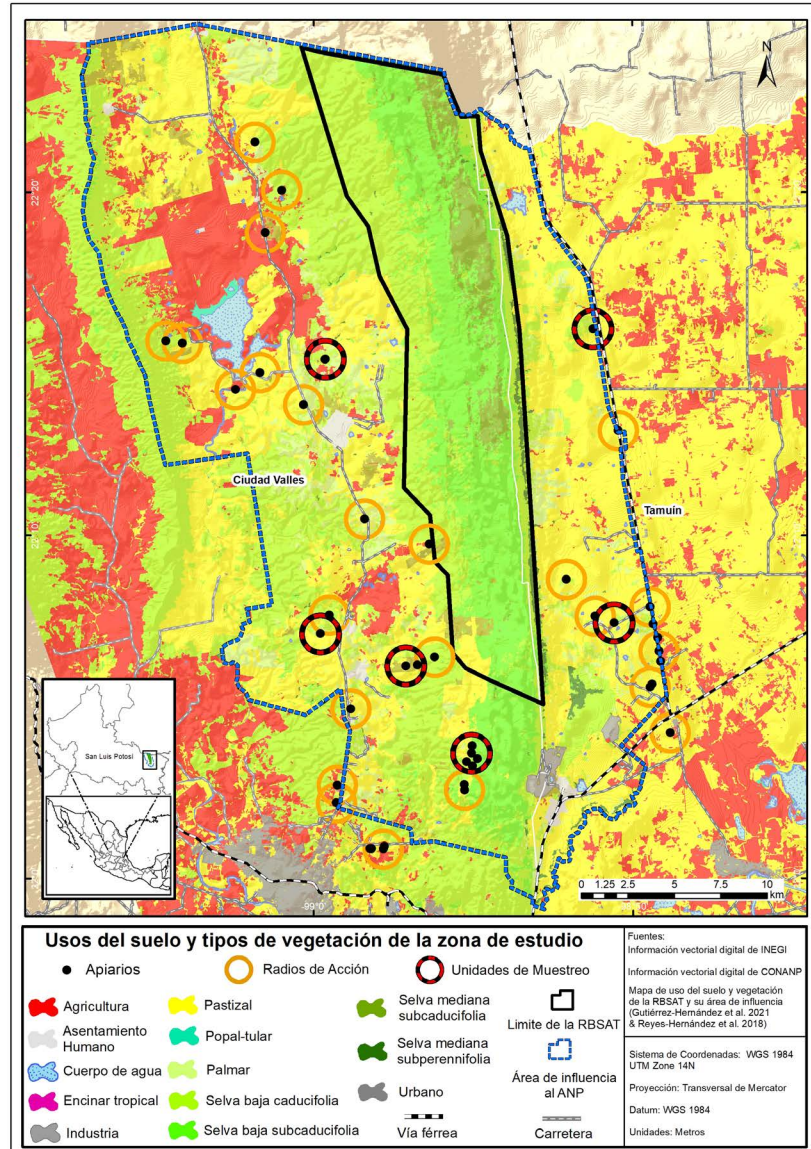 N
22°20'
Ciudad Valles
Tamuín
San Luis Potosí
-99°0'
0 1.25 2.5 5 7.5 10
km
Usos del suelo y tipos de vegetación de la zona de estudio
Apiarios
Radios de Acción
Unidades de Muestreo
Agricultura
Asentamiento
Humano
Cuerpo de agua
Encinar tropical
Industria
Pastizal
Popal-tular
Palmar
Selva baja caducifolia
Selva baja subcaducifolia
Selva mediana
subcaducifolia
Selva mediana
subperennifolia
Urbano
Vía férrea
Limite de la RBSAT
Área de influencia
al ANP
Carretera
Fuentes:
Información vectorial digital de INEGI
Información vectorial digital de CONANP
Mapa de uso del suelo y vegetación
de la RBSAT y su área de influencia
(Gutiérrez-Hernández et al. 2021
& Reyes-Hernández et al. 2018)
Sistema de Coordenadas: WGS 1984
UTM Zone 14N
Proyección: Transversal de Mercator
Datum: WGS 1984
Unidades: Metros